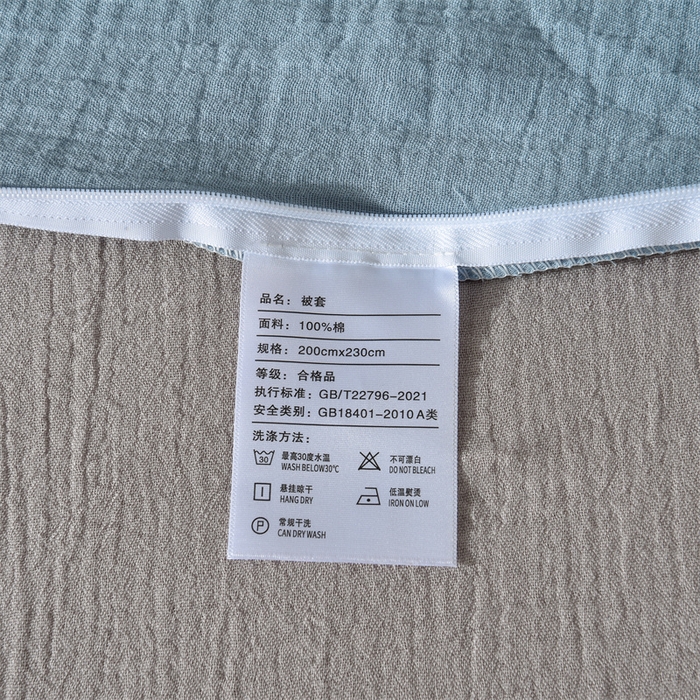 品名：被套
面料：100%棉
规格：200cmx230cm
等级：合格品
执行标准：GB/T22796-2021
安全类别：GB18401-2010 A类
洗涤方法：
30
最高30度水温
WASH BELOW30℃
不可漂白
DO NOT BLEACH
悬挂晾干
HANG DRY
低温熨烫
IRON ON LOW
P
常规干洗
CAN DRY WASH